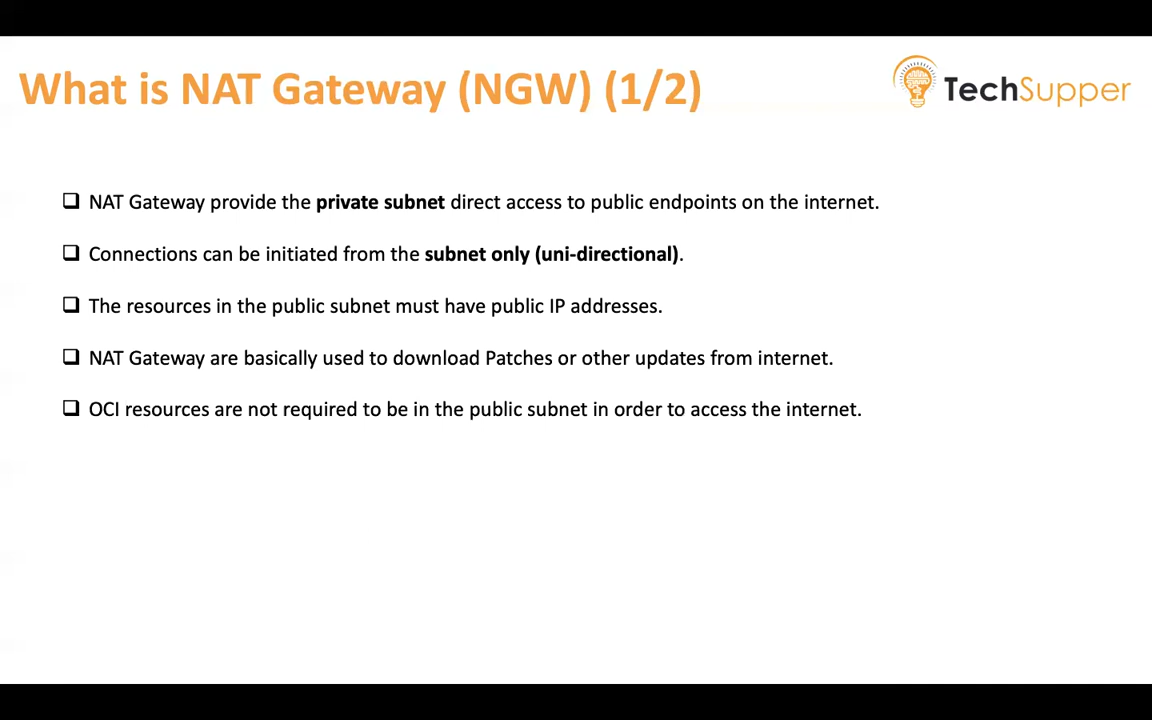 What is NAT Gateway (NGW) (1/2)
TechSupper
NAT Gateway provide the private subnet direct access to public endpoints on the internet.
Connections can be initiated from the subnet only (uni-directional).
The resources in the public subnet must have public IP addresses.
NAT Gateway are basically used to download Patches or other updates from internet.
OCI resources are not required to be in the public subnet in order to access the internet.